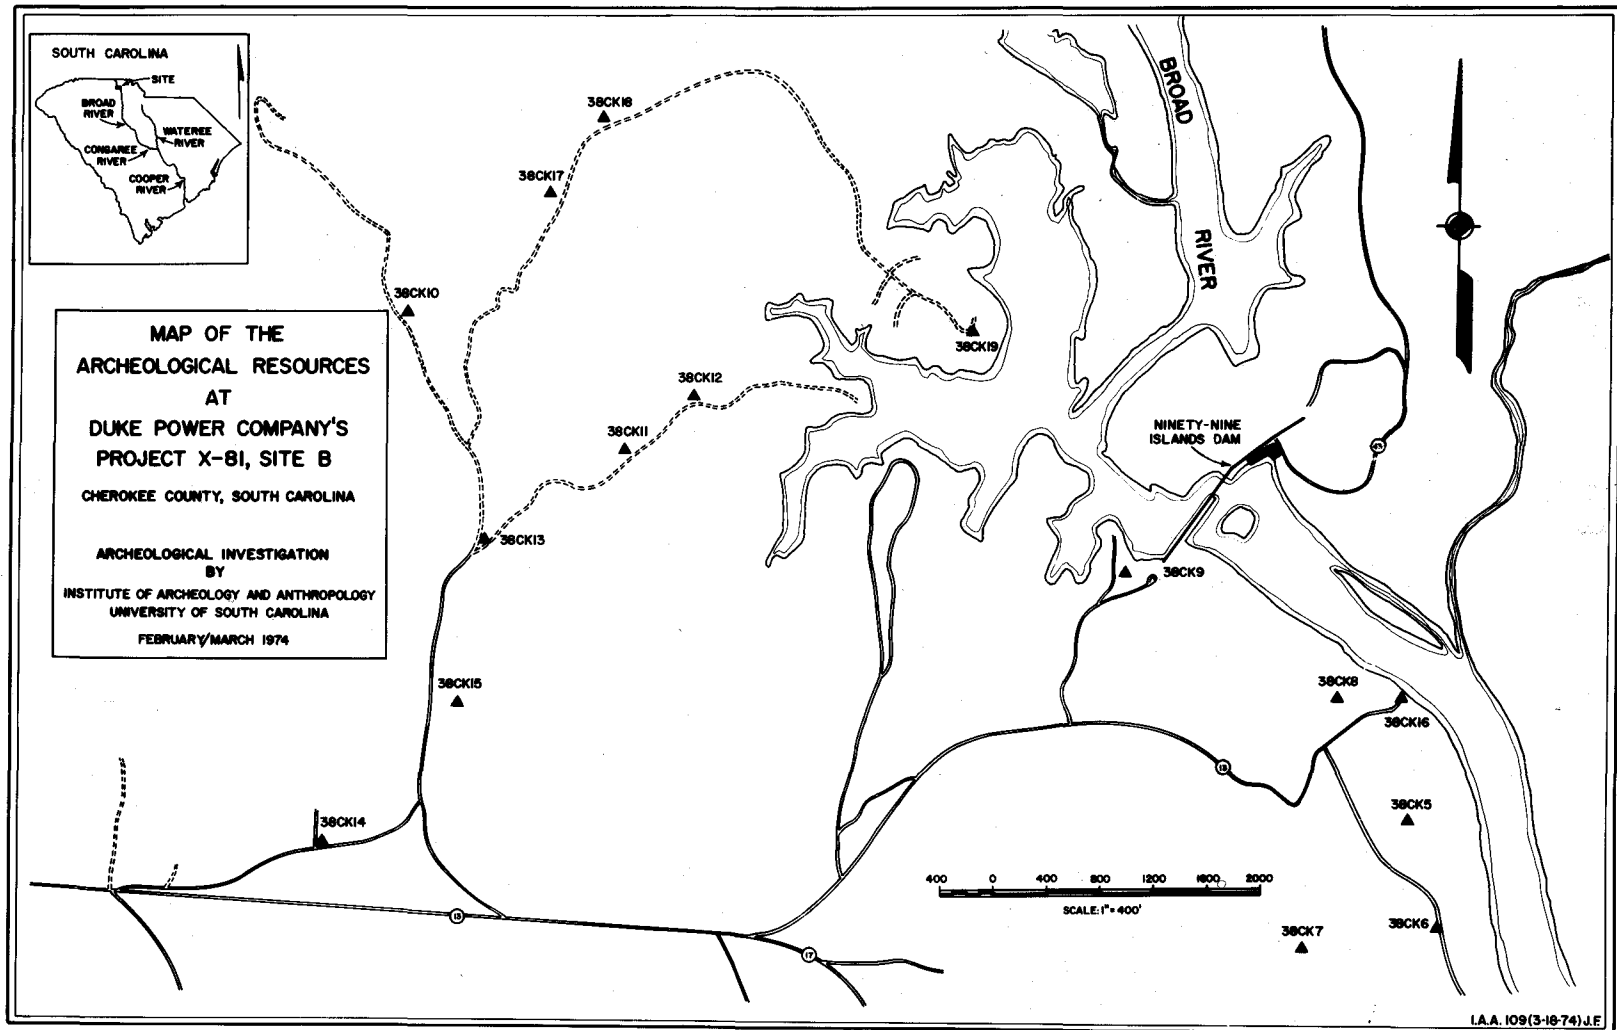 SOUTH CAROLINA
SITE
BROAD
RIVER
WATEREE
RIVER
CONGAREE
RIVER
COOPER
RIVER
MAP OF THE
ARCHEOLOGICAL RESOURCES
AT
DUKE POWER COMPANY'S
PROJECT X-81, SITE B
CHEROKEE COUNTY, SOUTH CAROLINA
ARCHEOLOGICAL INVESTIGATION
BY
INSTITUTE OF ARCHEOLOGY AND ANTHROPOLOGY
UNIVERSITY OF SOUTH CAROLINA
FEBRUARY/MARCH 1974
38CK18
38CK17
38CK10
38CK19
38CK12
38CK11
38CK13
38CK15
38CK14
BROAD
RIVER
NINETY-NINE
ISLANDS DAM
38CK9
38CK8
38CK16
38CK5
38CK6
38CK7
13
13
17
400 0 400 800 1200 1600 2000
SCALE: 1" = 400'
I.A.A. 109(3-18-74)J.F.